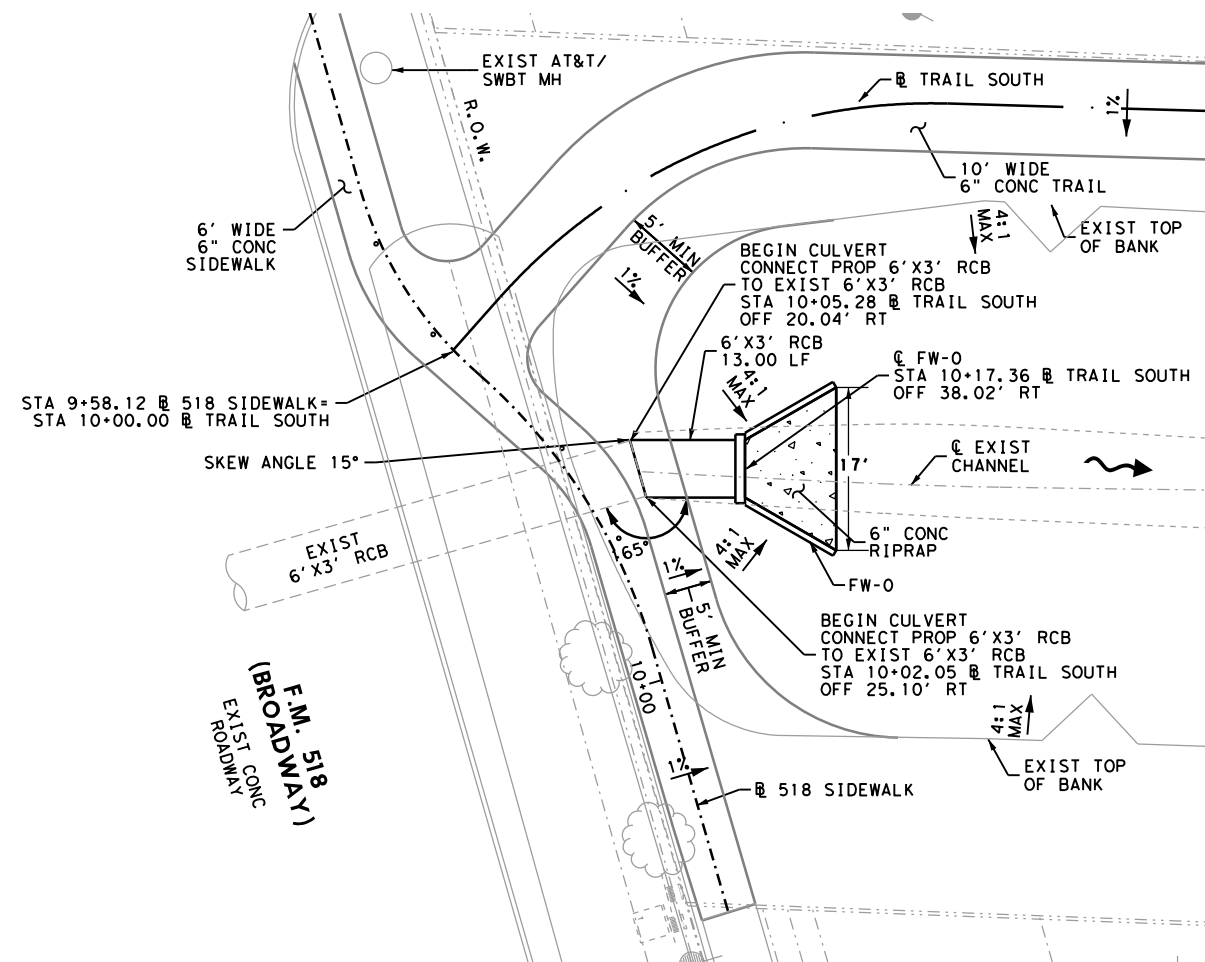 EXIST AT&T/
SWBT MH
R.O.W.
℄ TRAIL SOUTH
1%
10' WIDE
6" CONC TRAIL
6' WIDE
6" CONC
SIDEWALK
5' MIN
BUFFER
1%
4:1
MAX
EXIST TOP
OF BANK
BEGIN CULVERT
CONNECT PROP 6'X3' RCB
TO EXIST 6'X3' RCB
STA 10+05.28 ℄ TRAIL SOUTH
OFF 20.04' RT
6'X3' RCB
13.00 LF
4:1
MAX
℄ FW-0
STA 10+17.36 ℄ TRAIL SOUTH
OFF 38.02' RT
STA 9+58.12 ℄ 518 SIDEWALK=
STA 10+00.00 ℄ TRAIL SOUTH
SKEW ANGLE 15°
17'
℄ EXIST
CHANNEL
EXIST
6'X3' RCB
165°
4:1
MAX
6" CONC
RIPRAP
FW-0
1%
5' MIN
BUFFER
BEGIN CULVERT
CONNECT PROP 6'X3' RCB
TO EXIST 6'X3' RCB
STA 10+02.05 ℄ TRAIL SOUTH
OFF 25.10' RT
10+00
F.M. 518
(BROADWAY)
EXIST CONC
ROADWAY
4:1
MAX
1%
EXIST TOP
OF BANK
℄ 518 SIDEWALK